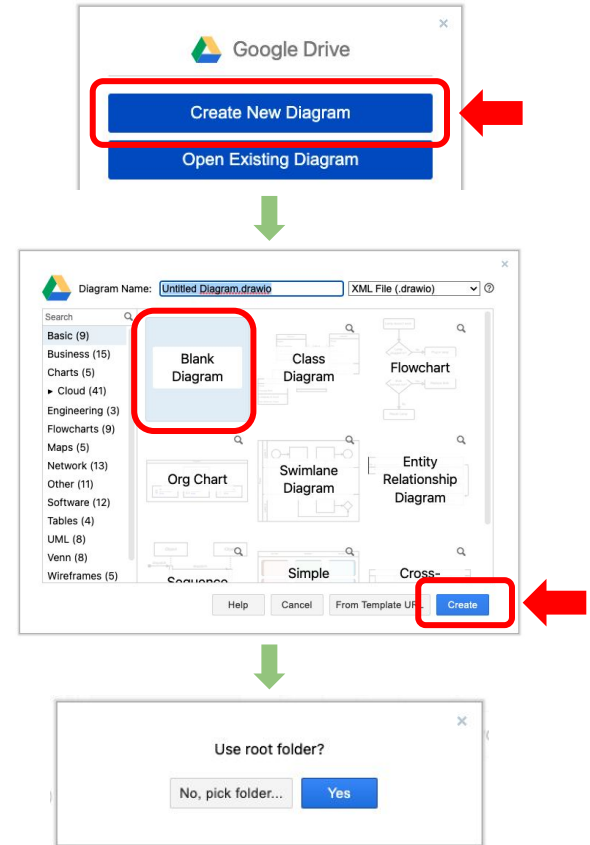 Google Drive
Create New Diagram
Open Existing Diagram
Diagram Name: Untitled Diagram.drawio XML File (.drawio)
Search
Basic (9)
Business (15)
Charts (5)
▸ Cloud (41)
Engineering (3)
Flowcharts (9)
Maps (5)
Network (13)
Other (11)
Software (12)
Tables (4)
UML (8)
Venn (8)
Wireframes (5)
Blank
Diagram
Class
Diagram
Flowchart
Org Chart
Swimlane
Diagram
Entity
Relationship
Diagram
Sequence
Simple
Cross-
Help Cancel From Template URL Create
Use root folder?
No, pick folder... Yes